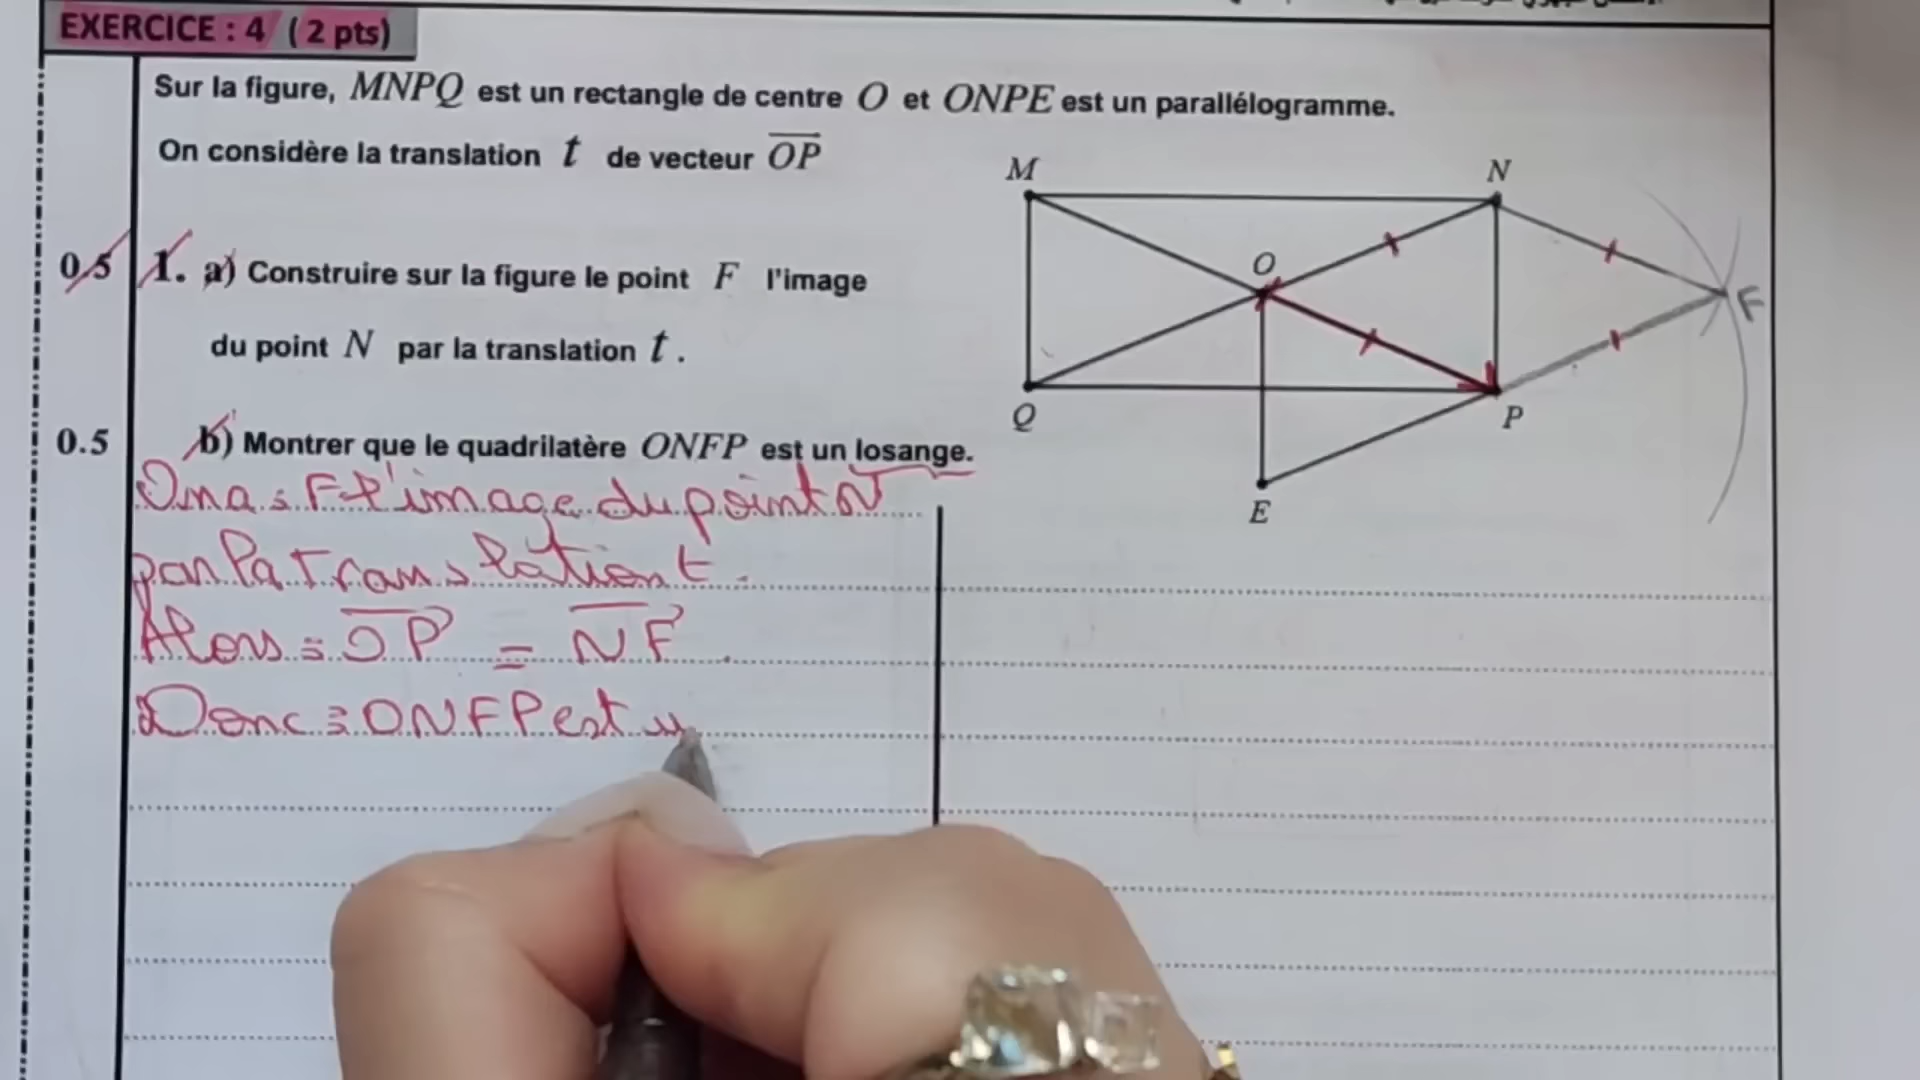 EXERCICE : 4 ( 2 pts)
Sur la figure, MNPQ est un rectangle de centre O et ONPE est un parallélogramme.
On considère la translation t de vecteur OP
0.5 1. a) Construire sur la figure le point F l'image
du point N par la translation t .
0.5 b) Montrer que le quadrilatère ONFP est un losange.
On a : F l'image du point N
par la translation t .
Alors : OP = NF .
Donc : ONFP est u
M
N
O
F
Q
P
E